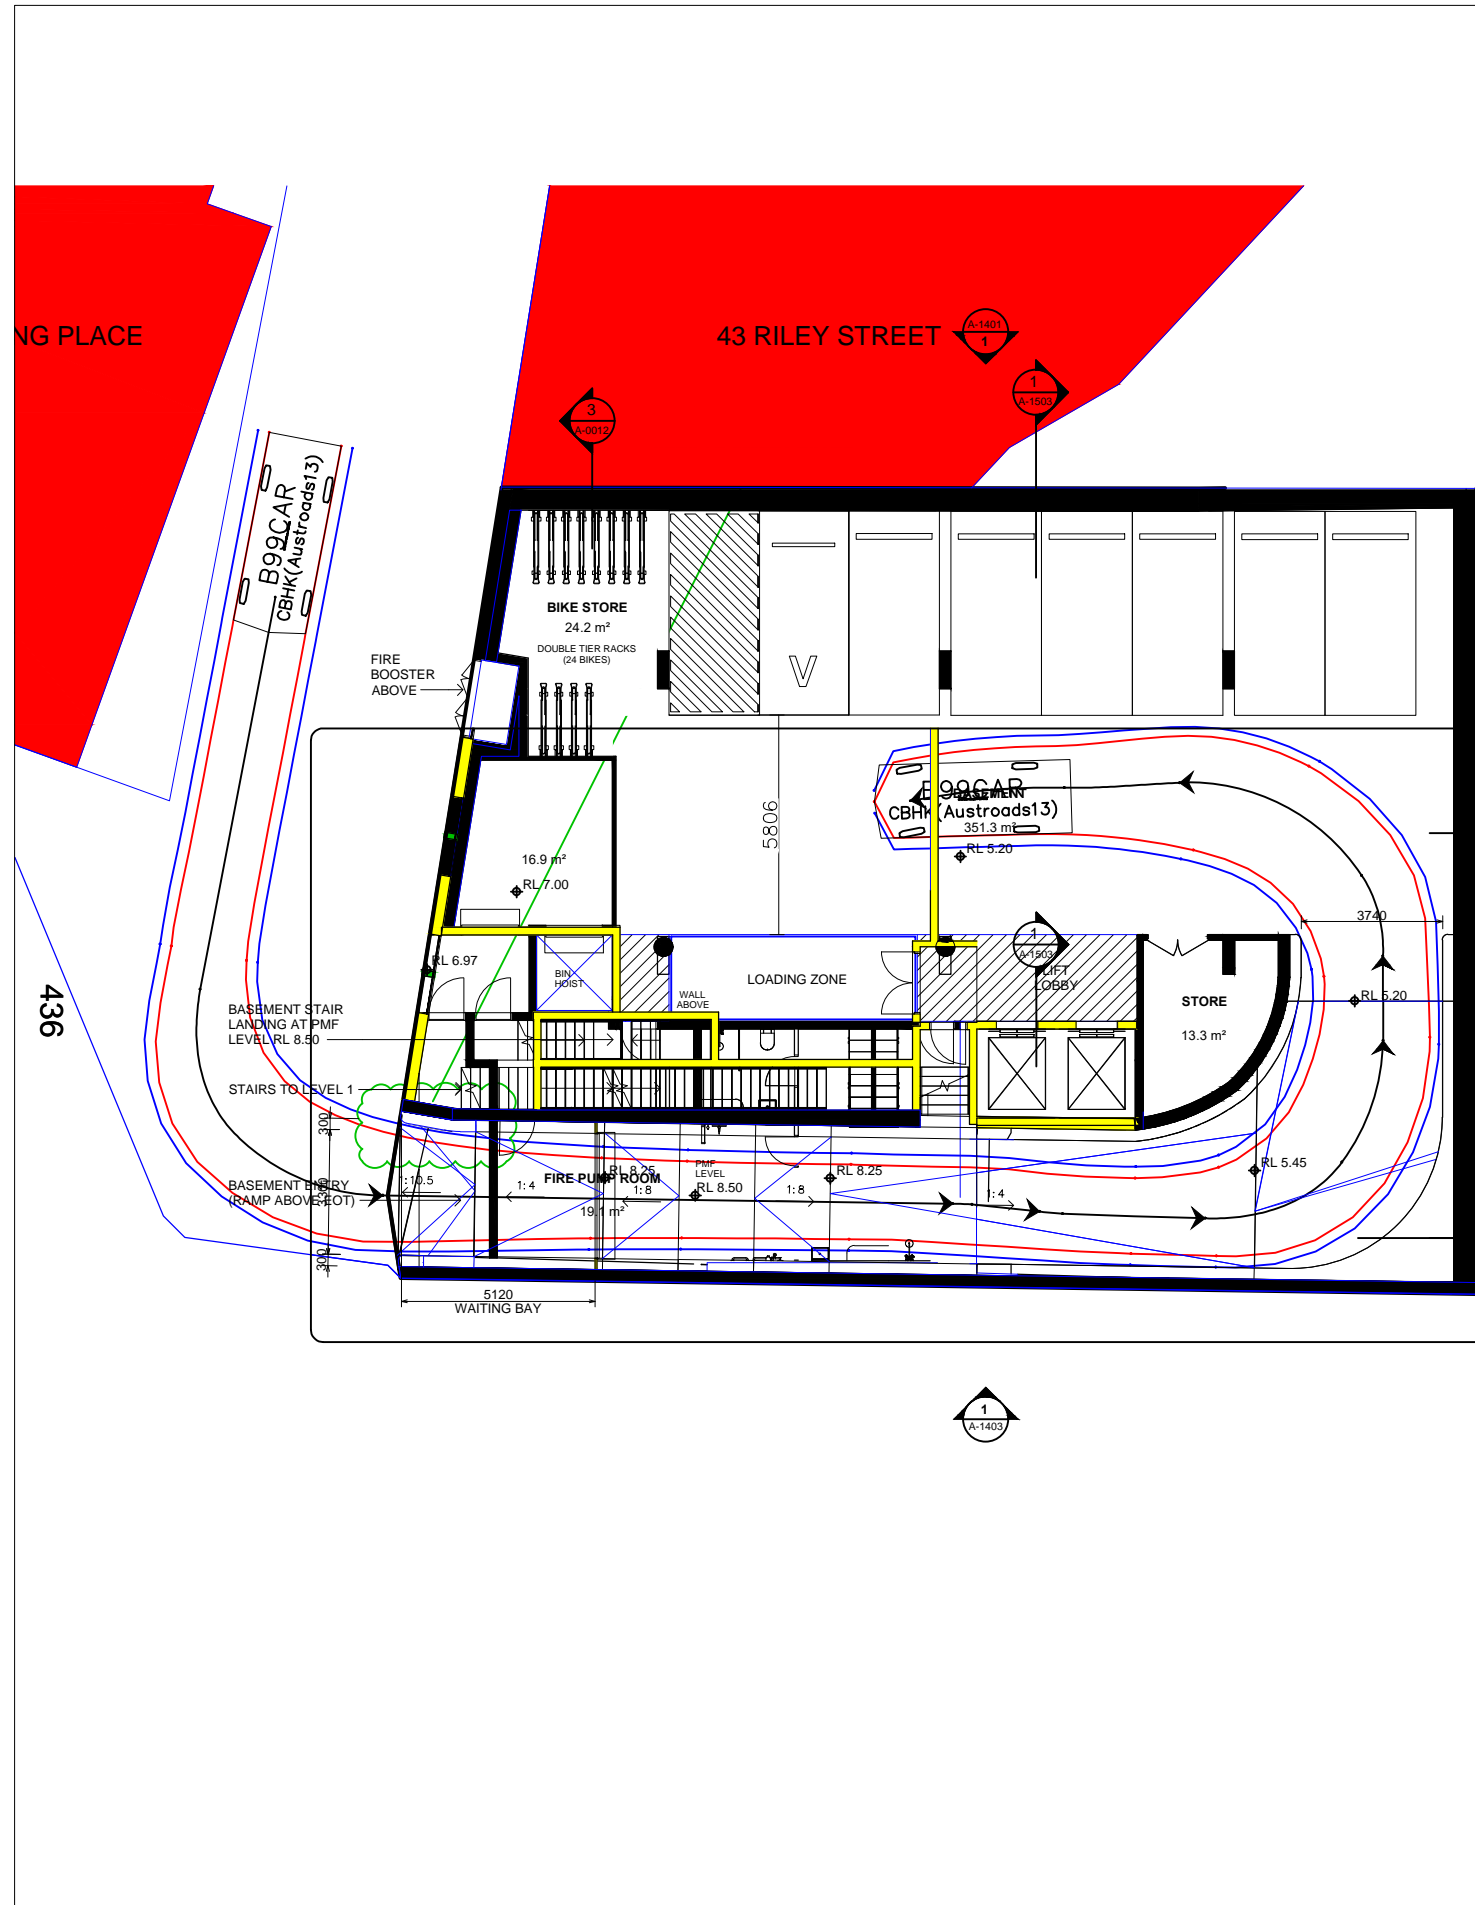 NG PLACE
43 RILEY STREET
A-1401
1
1
A-1503
3
A-0012
B99CAR
CBHK(Austroads13)
BIKE STORE
24.2 m²
DOUBLE TIER RACKS
(24 BIKES)
FIRE
BOOSTER
ABOVE
V
B99CAR
BASEMENT
CBHK(Austroads13)
351.3 m²
RL 5.20
5806
16.9 m²
RL 7.00
3740
1
A-1503
RL 6.97
BIN
HOIST
LOADING ZONE
LIFT
LOBBY
WALL
ABOVE
STORE
13.3 m²
RL 5.20
436
BASEMENT STAIR
LANDING AT PMF
LEVEL RL 8.50
STAIRS TO LEVEL 1
300
RL 8.25
PMF
LEVEL
RL 8.50
RL 8.25
RL 5.45
FIRE PUMP ROOM
19.1 m²
BASEMENT ENTRY
(RAMP ABOVE EOT)
1:10.5
1:4
1:8
1:8
1:4
300
5120
WAITING BAY
1
A-1403